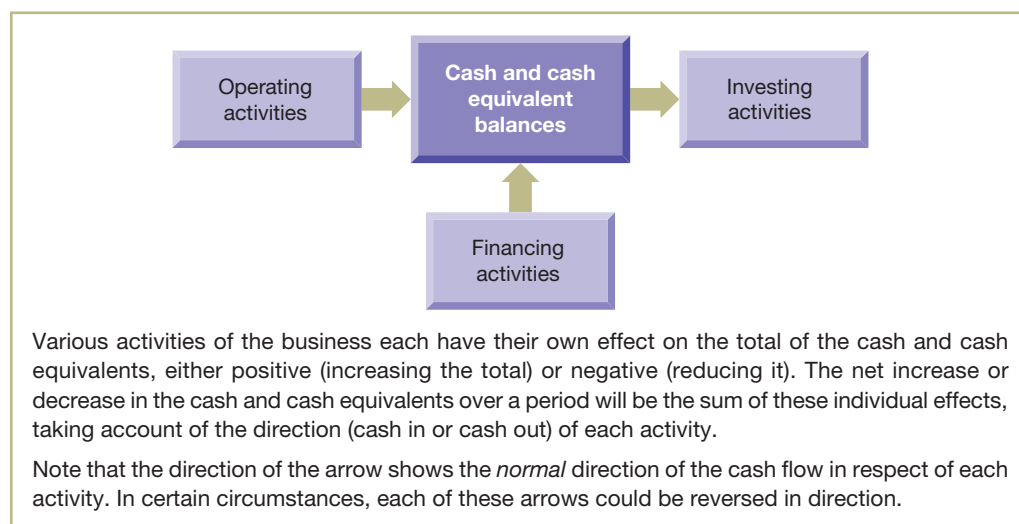 Operating
activities
Cash and cash
equivalent
balances
Investing
activities
Financing
activities
Various activities of the business each have their own effect on the total of the cash and cash
equivalents, either positive (increasing the total) or negative (reducing it). The net increase or
decrease in the cash and cash equivalents over a period will be the sum of these individual effects,
taking account of the direction (cash in or cash out) of each activity.
Note that the direction of the arrow shows the normal direction of the cash flow in respect of each
activity. In certain circumstances, each of these arrows could be reversed in direction.